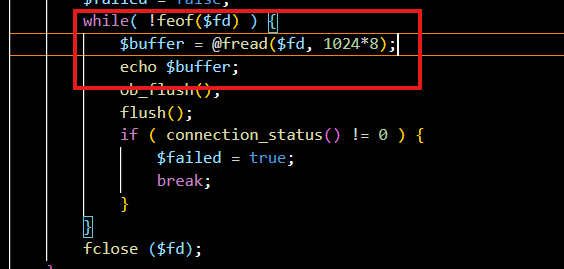 $failed = false;
while( !feof($fd) ) {
$buffer = @fread($fd, 1024*8);
echo $buffer;
ob_flush();
flush();
if ( connection_status() != 0 ) {
$failed = true;
break;
}
}
fclose ($fd);
}